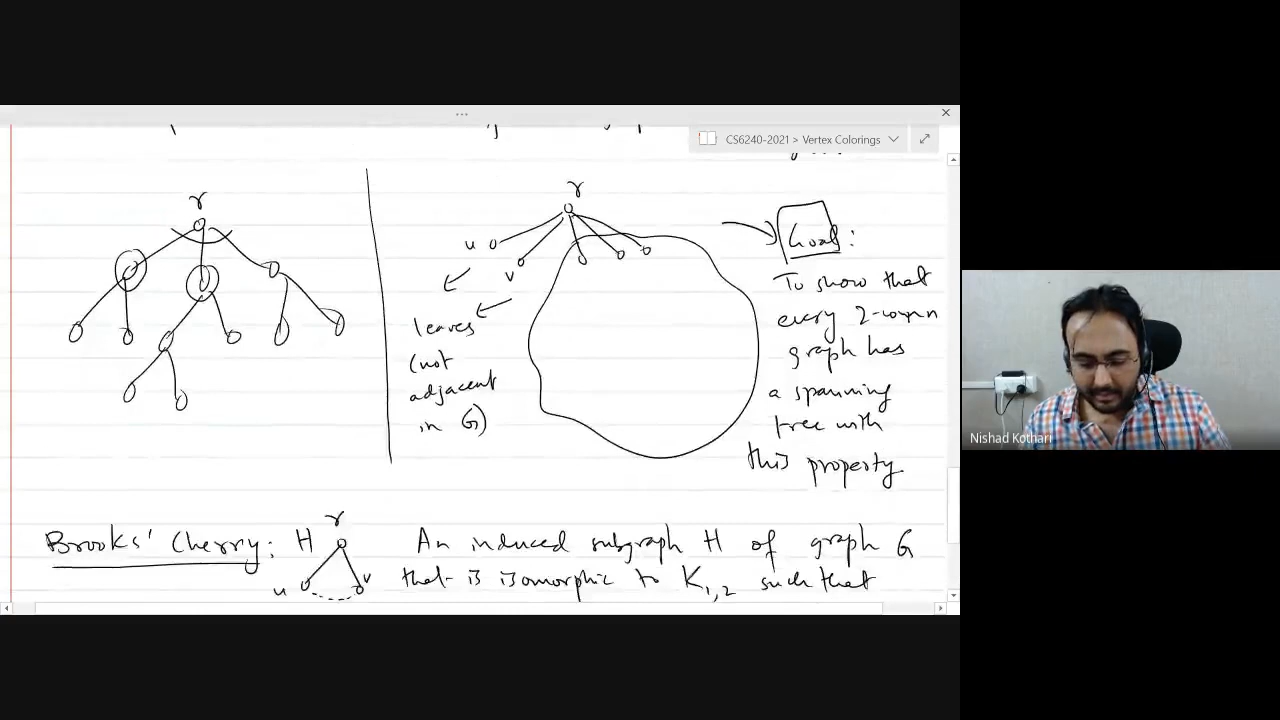 CS6240-2021 > Vertex Colorings
r
r
u
v
leaves
(not
adjacent
in G)
Goal:
To show that
every 2-conn
graph has
a spanning
tree with
this property
Brooks' Cherry: H
r
u
v
An induced subgraph H of graph G
that is isomorphic to K1,2 such that
Nishad Kothari